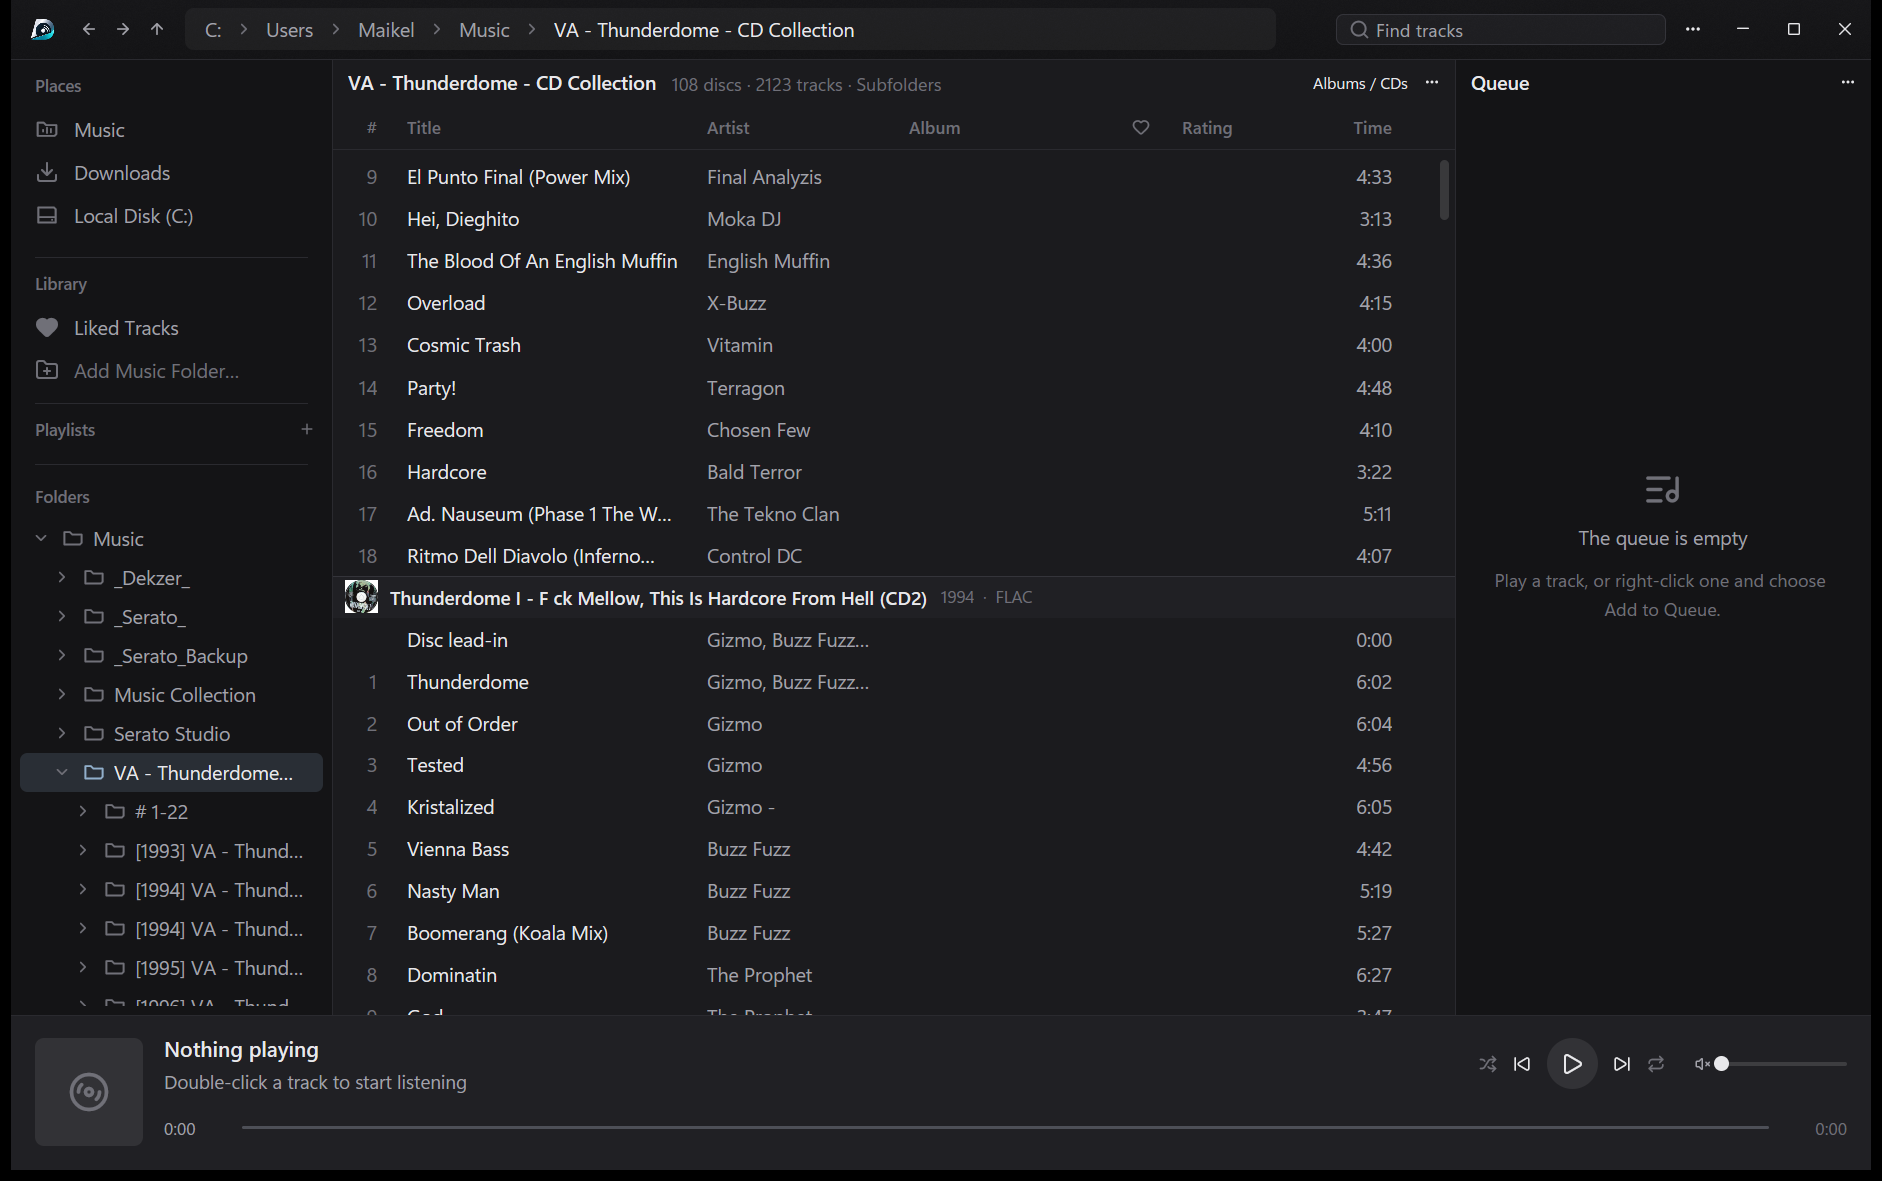 C: > Users > Maikel > Music > VA - Thunderdome - CD Collection
Find tracks
Places
Music
Downloads
Local Disk (C:)
Library
Liked Tracks
Add Music Folder...
Playlists +
Folders
Music
_Dekzer_
_Serato_
_Serato_Backup
Music Collection
Serato Studio
VA - Thunderdome...
# 1-22
[1993] VA - Thund...
[1994] VA - Thund...
[1994] VA - Thund...
[1995] VA - Thund...
[1996] VA - Thund...
VA - Thunderdome - CD Collection 108 discs · 2123 tracks · Subfolders Albums / CDs
# Title Artist Album Rating Time
9 El Punto Final (Power Mix) Final Analyzis 4:33
10 Hei, Dieghito Moka DJ 3:13
11 The Blood Of An English Muffin English Muffin 4:36
12 Overload X-Buzz 4:15
13 Cosmic Trash Vitamin 4:00
14 Party! Terragon 4:48
15 Freedom Chosen Few 4:10
16 Hardcore Bald Terror 3:22
17 Ad. Nauseum (Phase 1 The W... The Tekno Clan 5:11
18 Ritmo Dell Diavolo (Inferno... Control DC 4:07
Thunderdome I - F ck Mellow, This Is Hardcore From Hell (CD2) 1994 · FLAC
Disc lead-in Gizmo, Buzz Fuzz... 0:00
1 Thunderdome Gizmo, Buzz Fuzz... 6:02
2 Out of Order Gizmo 6:04
3 Tested Gizmo 4:56
4 Kristalized Gizmo - 6:05
5 Vienna Bass Buzz Fuzz 4:42
6 Nasty Man Buzz Fuzz 5:19
7 Boomerang (Koala Mix) Buzz Fuzz 5:27
8 Dominatin The Prophet 6:27
9 God The Prophet 3:47
Queue
The queue is empty
Play a track, or right-click one and choose
Add to Queue.
Nothing playing
Double-click a track to start listening
0:00 0:00